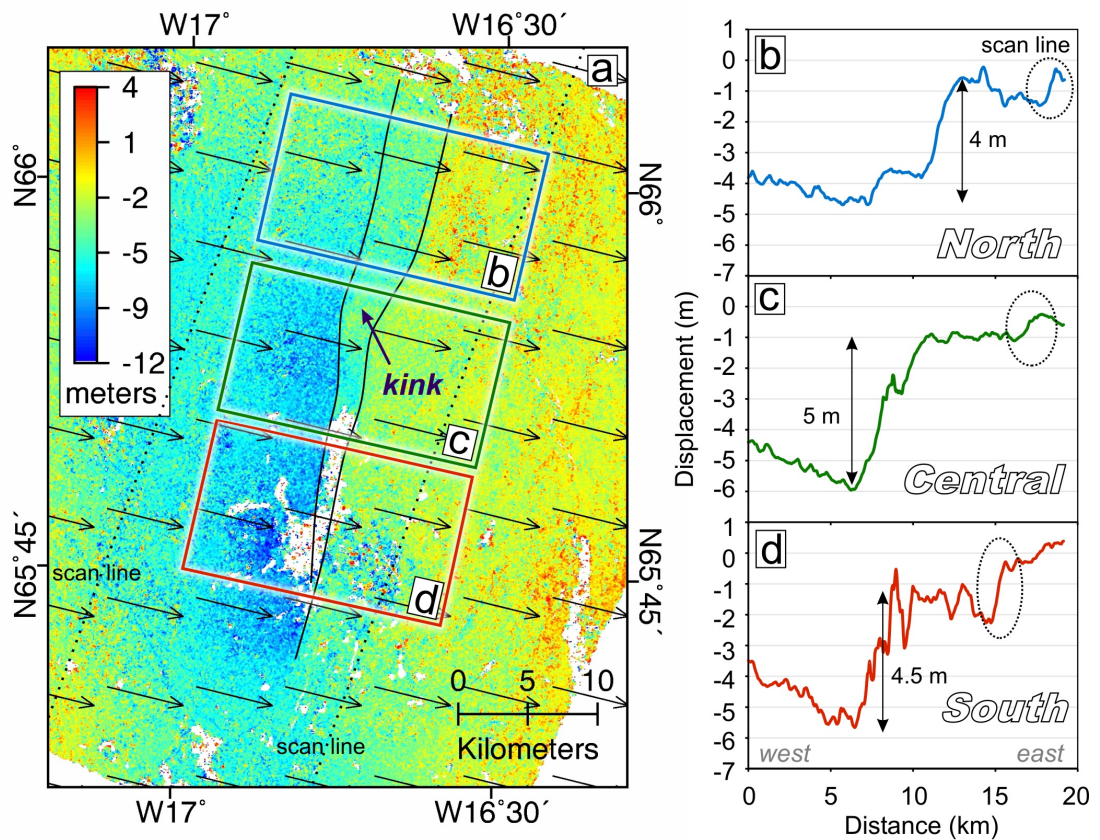 W17° W16°30´
a
4
1
-2
-5
-9
-12
meters
N66°
N66°
b
kink
c
N65°45´
N65°45´
scan line
d
0 5 10
Kilometers
scan line
W17° W16°30´
Displacement (m)
1
0
-1
-2
-3
-4
-5
-6
-7
b
scan line
4 m
North
0
-1
-2
-3
-4
-5
-6
c
5 m
Central
1
0
-1
-2
-3
-4
-5
-6
-7
d
4.5 m
South
west east
0 5 10 15 20
Distance (km)